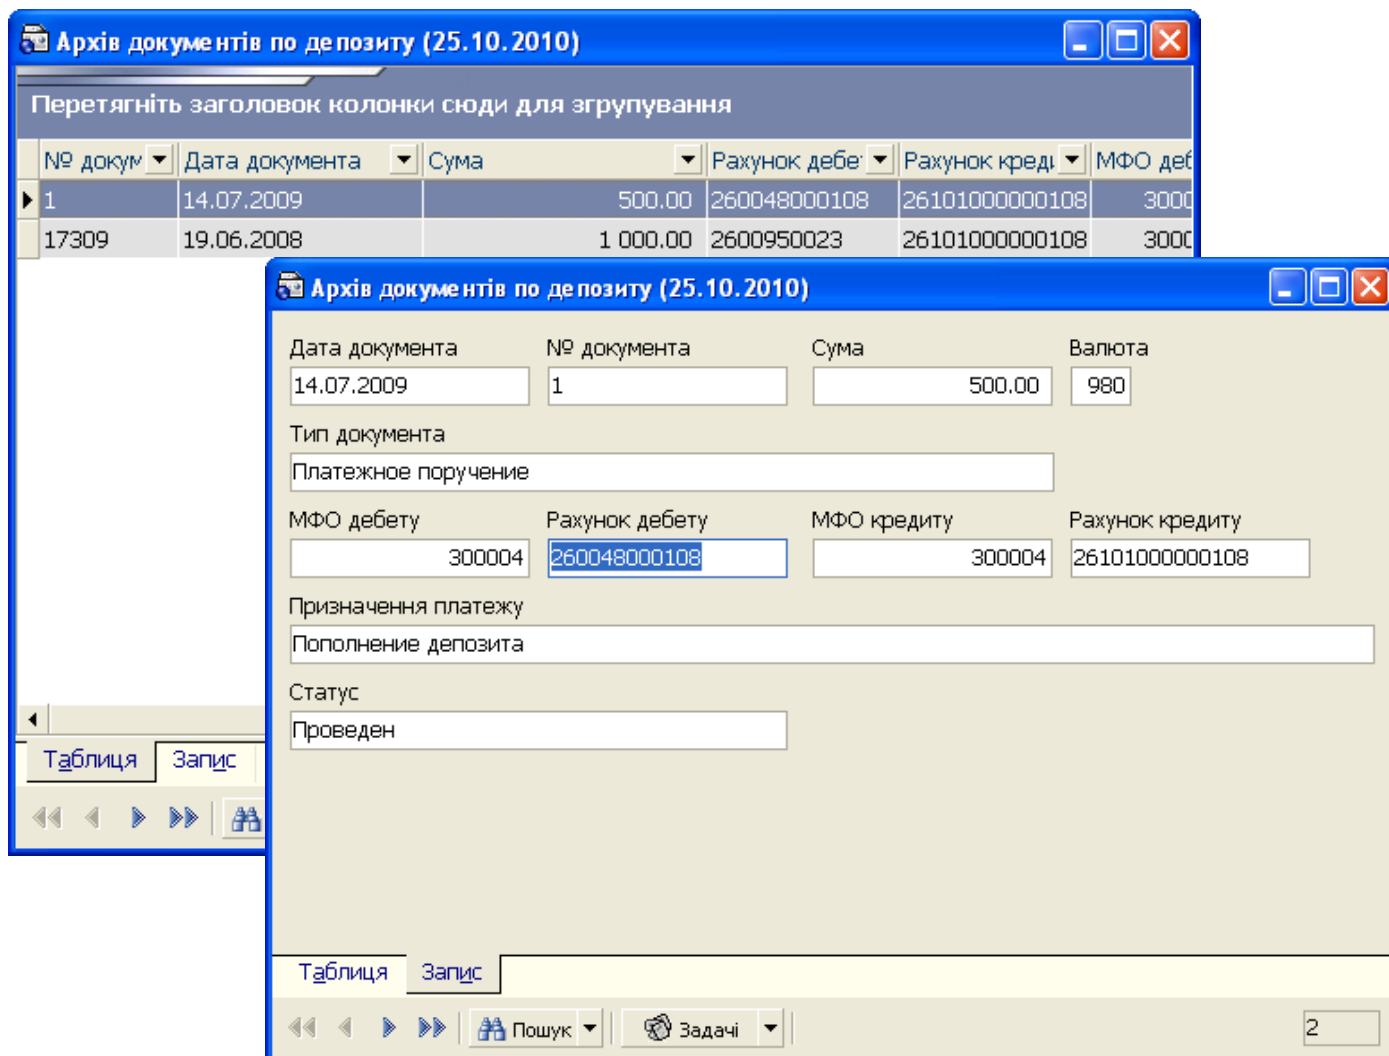 Архів документів по депозиту (25.10.2010)
Перетягніть заголовок колонки сюди для згрупування
№ докум Дата документа Сума Рахунок дебе Рахунок креди МФО деб
1 14.07.2009 500.00 260048000108 26101000000108 3000
17309 19.06.2008 1 000.00 2600950023 26101000000108 3000
Таблиця Запис
Архів документів по депозиту (25.10.2010)
Дата документа № документа Сума Валюта
14.07.2009 1 500.00 980
Тип документа
Платежное поручение
МФО дебету Рахунок дебету МФО кредиту Рахунок кредиту
300004 260048000108 300004 26101000000108
Призначення платежу
Пополнение депозита
Статус
Проведен
Таблиця Запис
Пошук Задачі 2